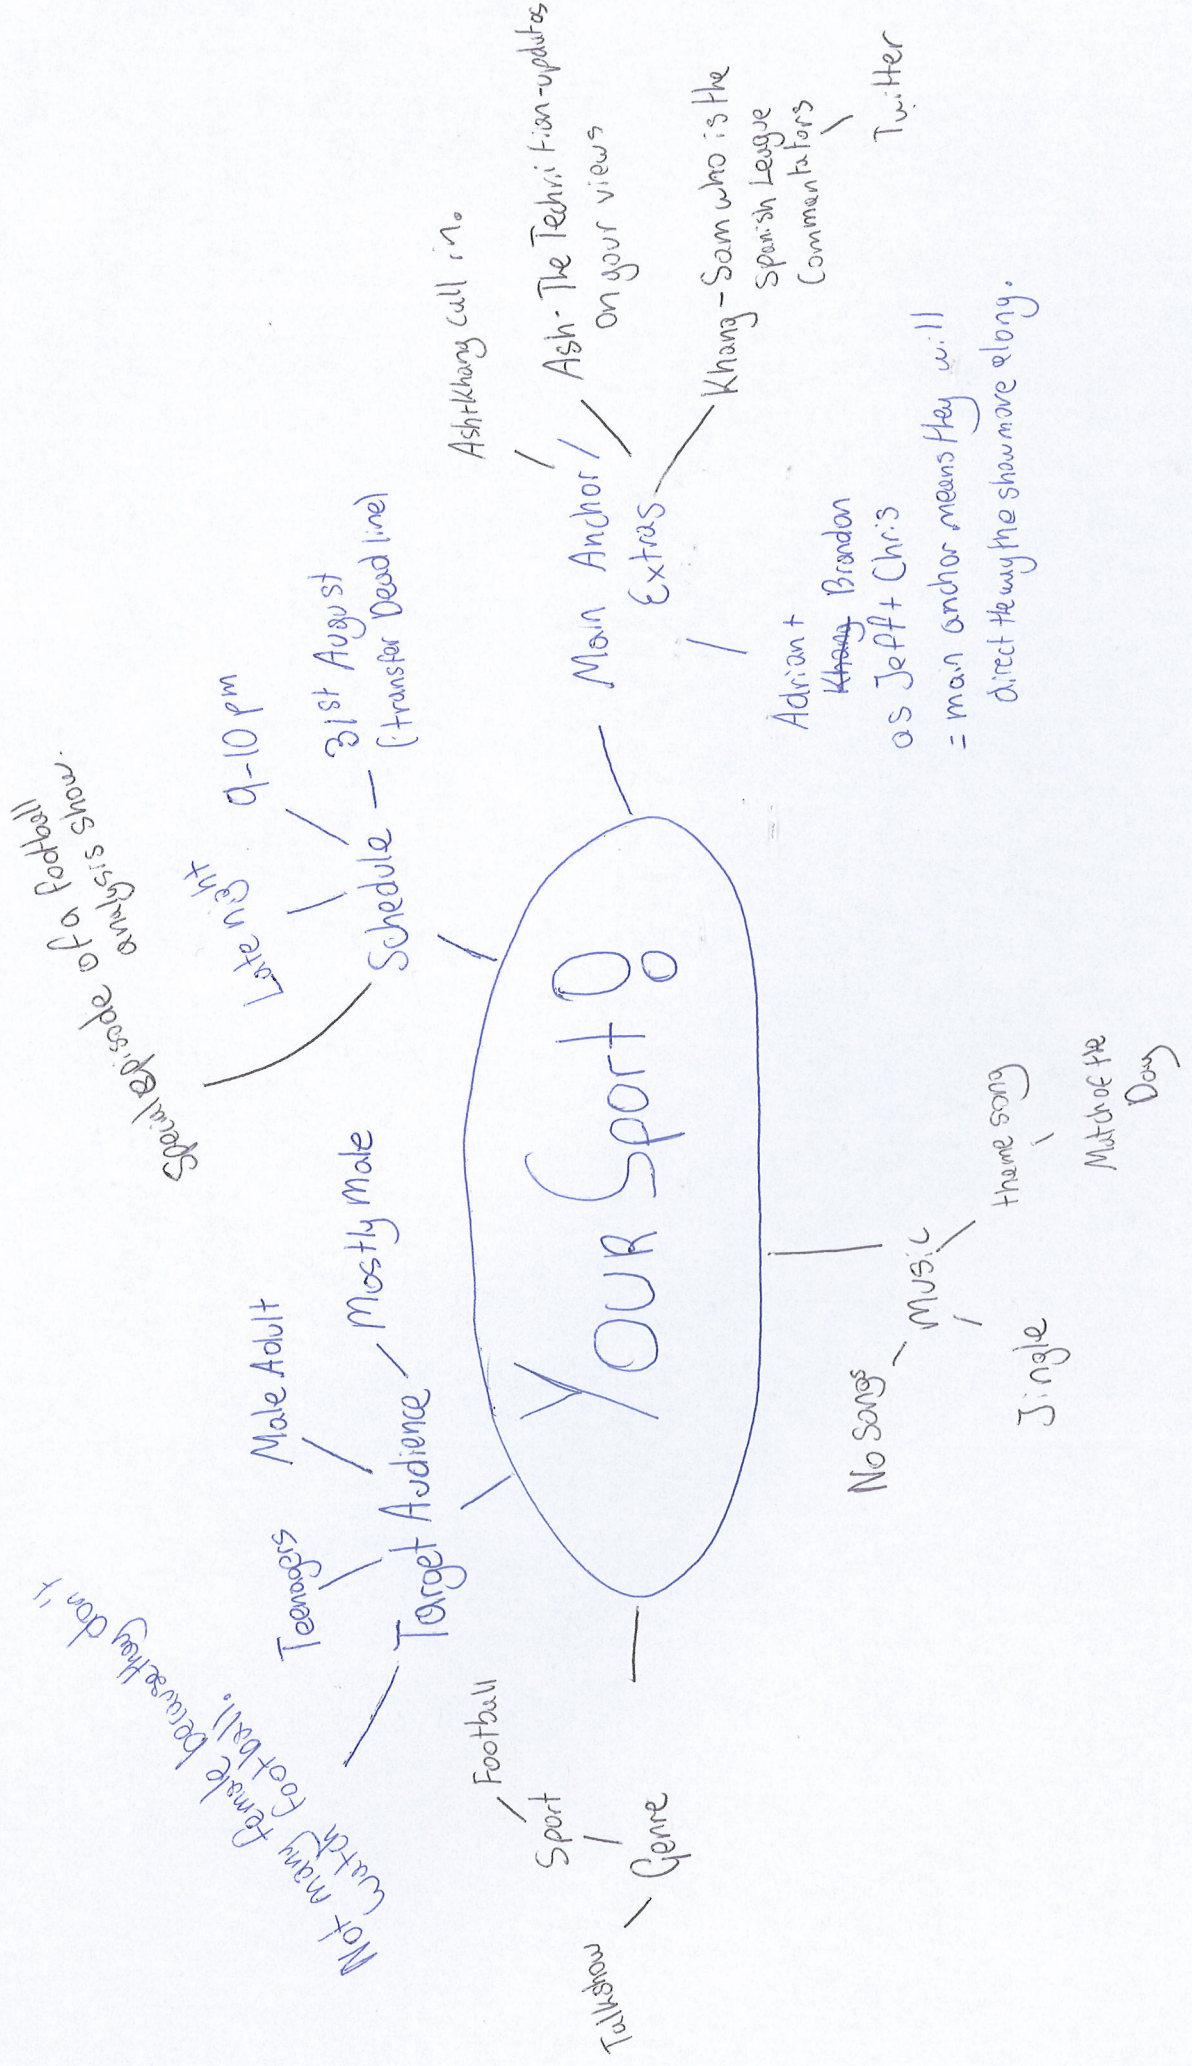 Your Sport!
Target Audience
Not many female because they don't
watch Football.
Teenagers
Male Adult
Mostly Male
Schedule
Special episode of a football
analysis show.
Late night
9-10pm
31st August
(transfer Deadline)
Main Anchor/
Extras
Ash+Khang call in.
Ash- The Technition-updates
on your views
Khang-Sam who is the
Spanish League
Commentators
Twitter
Adrian+
Khang Brandon
as Jeff+ Chris
= main anchor means they will
direct the way the show move along.
Music
No Songs
Jingle
theme song
Match of the
Day
Genre
Talkshow
Sport
Football